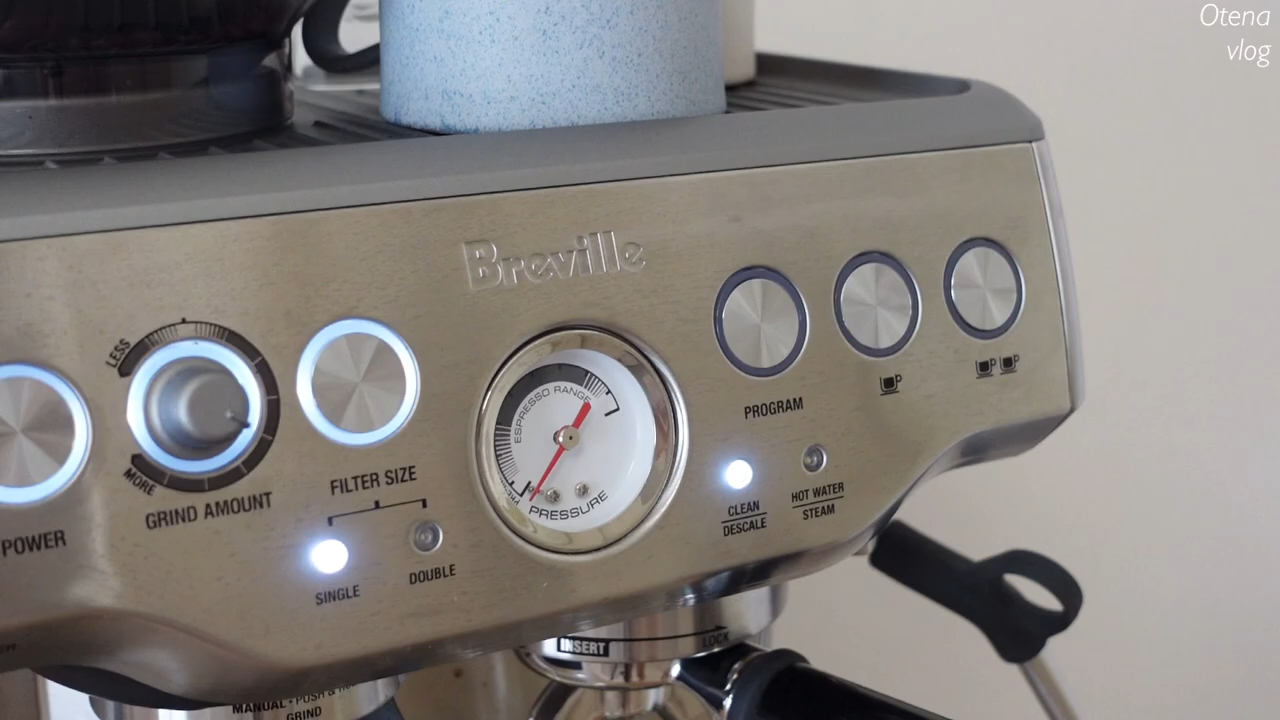 Otena
vlog
Breville
LESS
MORE
GRIND AMOUNT
POWER
FILTER SIZE
SINGLE
DOUBLE
ESPRESSO RANGE
PRESSURE
PROGRAM
CLEAN
DESCALE
HOT WATER
STEAM
INSERT
LOCK
MANUAL • PUSH &
GRIND